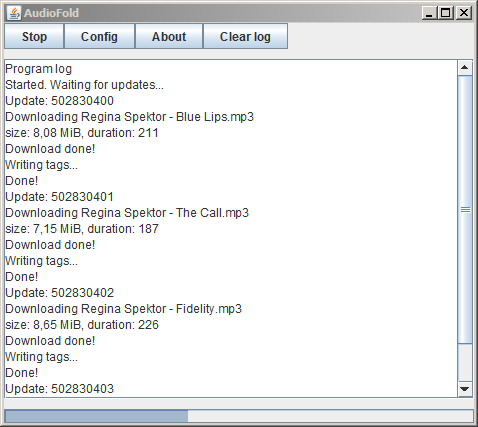 AudioFold
Stop Config About Clear log
Program log
Started. Waiting for updates...
Update: 502830400
Downloading Regina Spektor - Blue Lips.mp3
size: 8,08 MiB, duration: 211
Download done!
Writing tags...
Done!
Update: 502830401
Downloading Regina Spektor - The Call.mp3
size: 7,15 MiB, duration: 187
Download done!
Writing tags...
Done!
Update: 502830402
Downloading Regina Spektor - Fidelity.mp3
size: 8,65 MiB, duration: 226
Download done!
Writing tags...
Done!
Update: 502830403